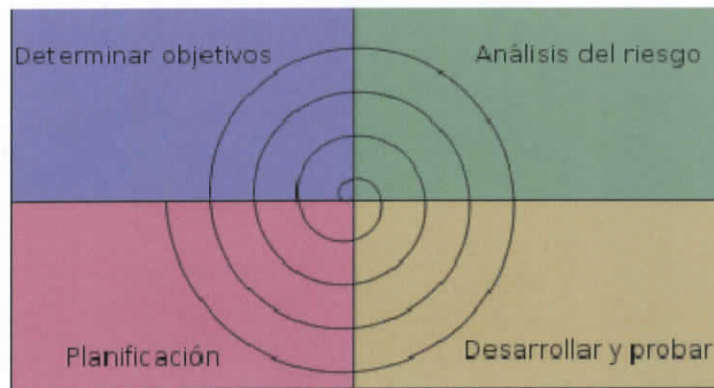 Determinar objetivos
Análisis del riesgo
Planificación
Desarrollar y probar